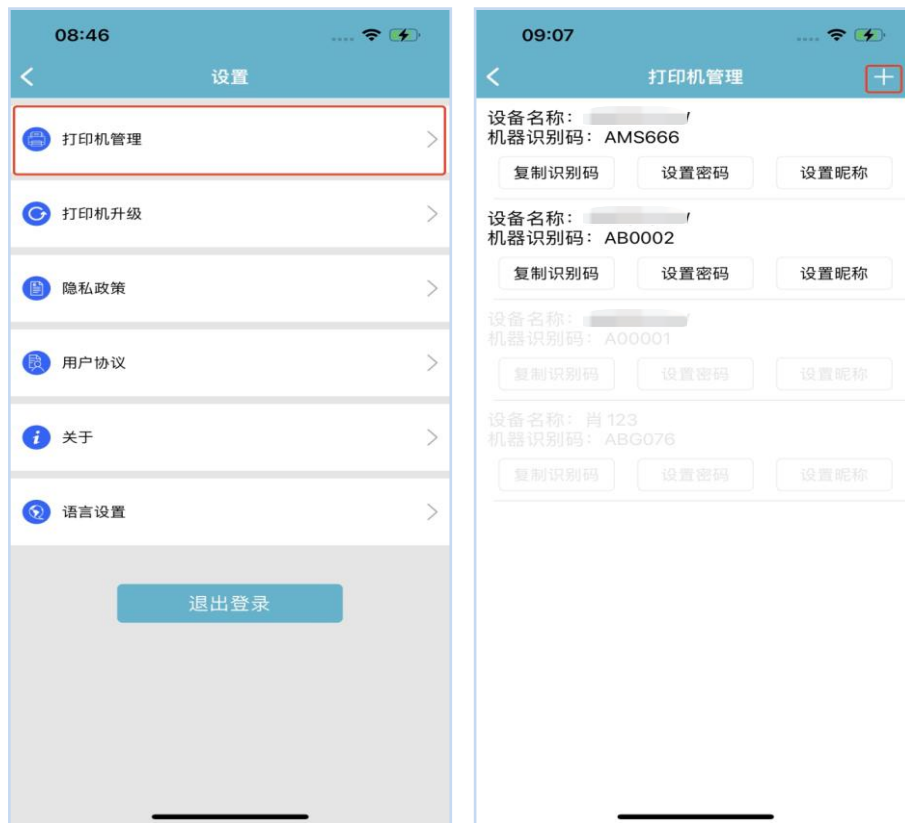 08:46
设置
打印机管理
打印机升级
隐私政策
用户协议
关于
语言设置
退出登录
09:07
打印机管理
设备名称：
机器识别码：AMS666
复制识别码 设置密码 设置昵称
设备名称：
机器识别码：AB0002
复制识别码 设置密码 设置昵称
设备名称：
机器识别码：A00001
复制识别码 设置密码 设置昵称
设备名称：肖123
机器识别码：ABG076
复制识别码 设置密码 设置昵称